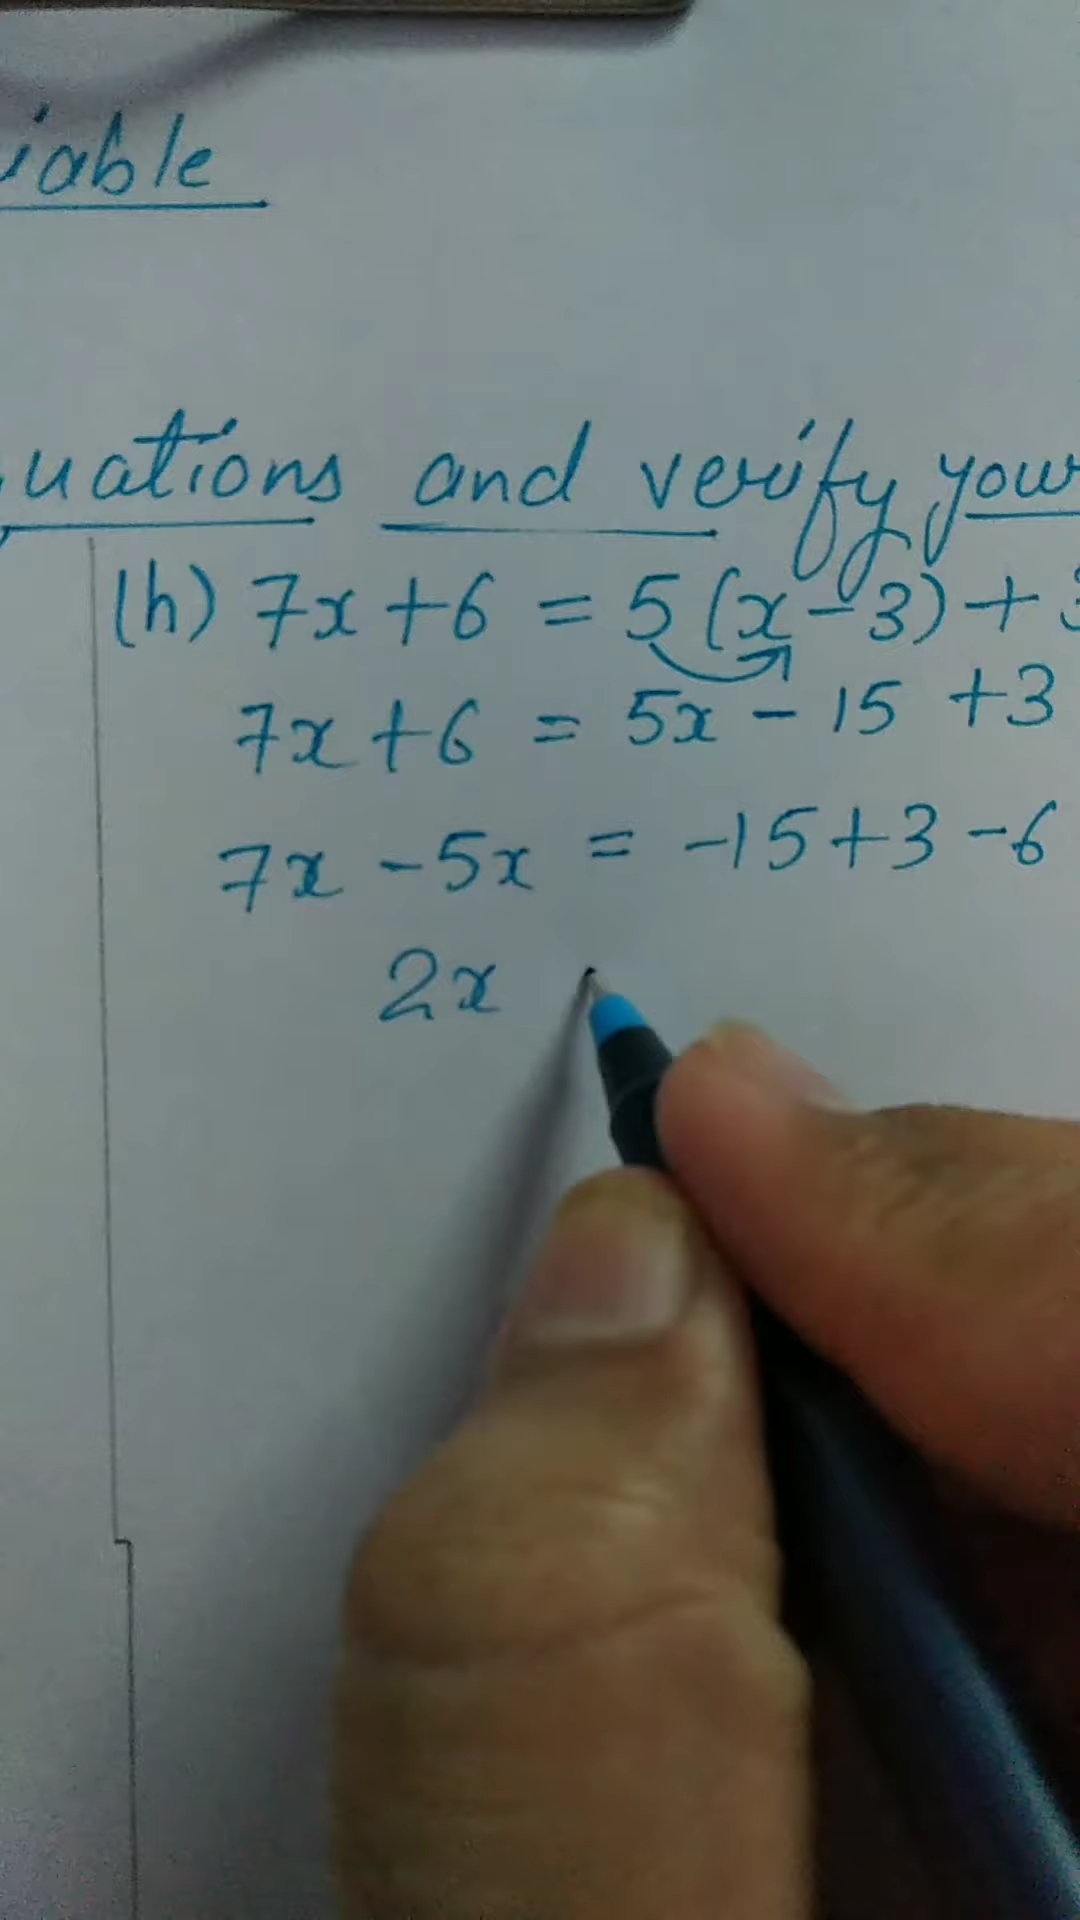 iable
uations and verify your
(h) 7x + 6 = 5(x - 3) + 3
7x + 6 = 5x - 15 + 3
7x - 5x = -15 + 3 - 6
2x